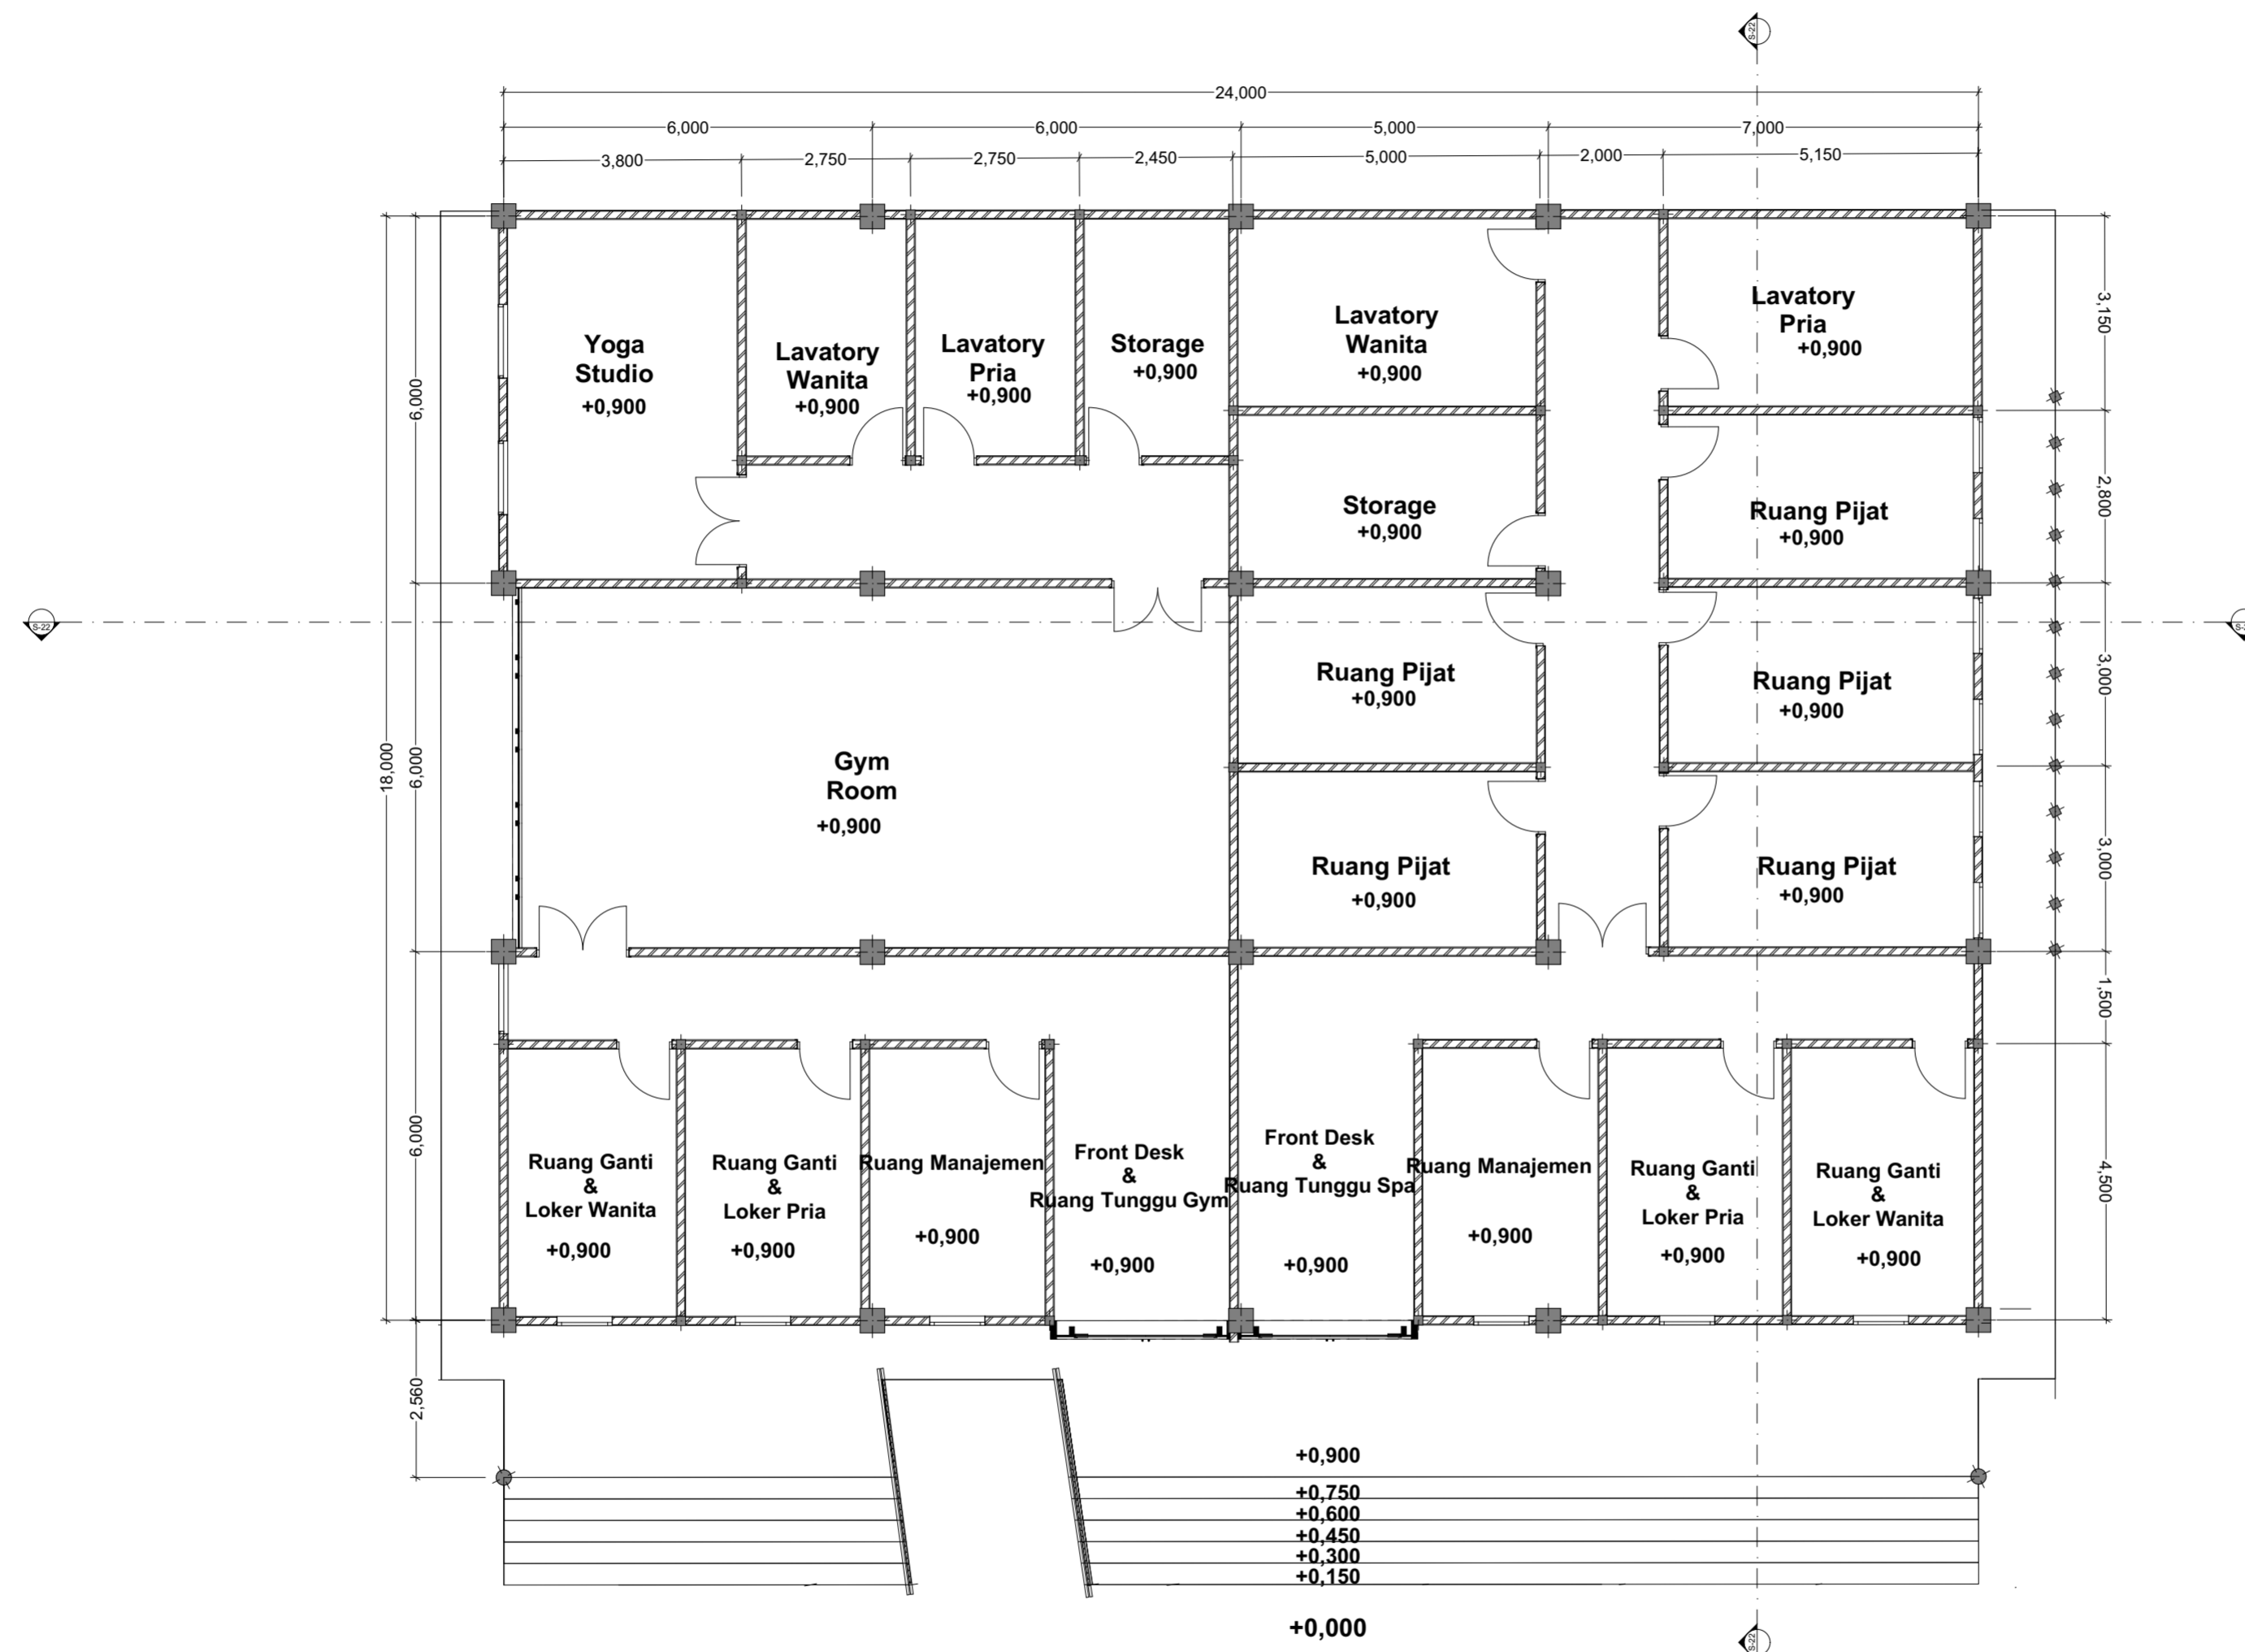 S-22
24,000
6,000
6,000
5,000
7,000
3,800
2,750
2,750
2,450
5,000
2,000
5,150
Yoga
Studio
+0,900
Lavatory
Wanita
+0,900
Lavatory
Pria
+0,900
Storage
+0,900
Lavatory
Wanita
+0,900
Lavatory
Pria
+0,900
3,150
6,000
Storage
+0,900
Ruang Pijat
+0,900
2,800
S-22
Ruang Pijat
+0,900
Ruang Pijat
+0,900
3,000
18,000
6,000
Gym
Room
+0,900
Ruang Pijat
+0,900
Ruang Pijat
+0,900
3,000
1,500
6,000
Ruang Ganti
&
Loker Wanita
+0,900
Ruang Ganti
&
Loker Pria
+0,900
Ruang Manajemen
+0,900
Front Desk
&
Ruang Tunggu Gym
+0,900
Front Desk
&
Ruang Tunggu Spa
+0,900
Ruang Manajemen
+0,900
Ruang Ganti
&
Loker Pria
+0,900
Ruang Ganti
&
Loker Wanita
+0,900
4,500
2,560
+0,900
+0,750
+0,600
+0,450
+0,300
+0,150
+0,000
S-22